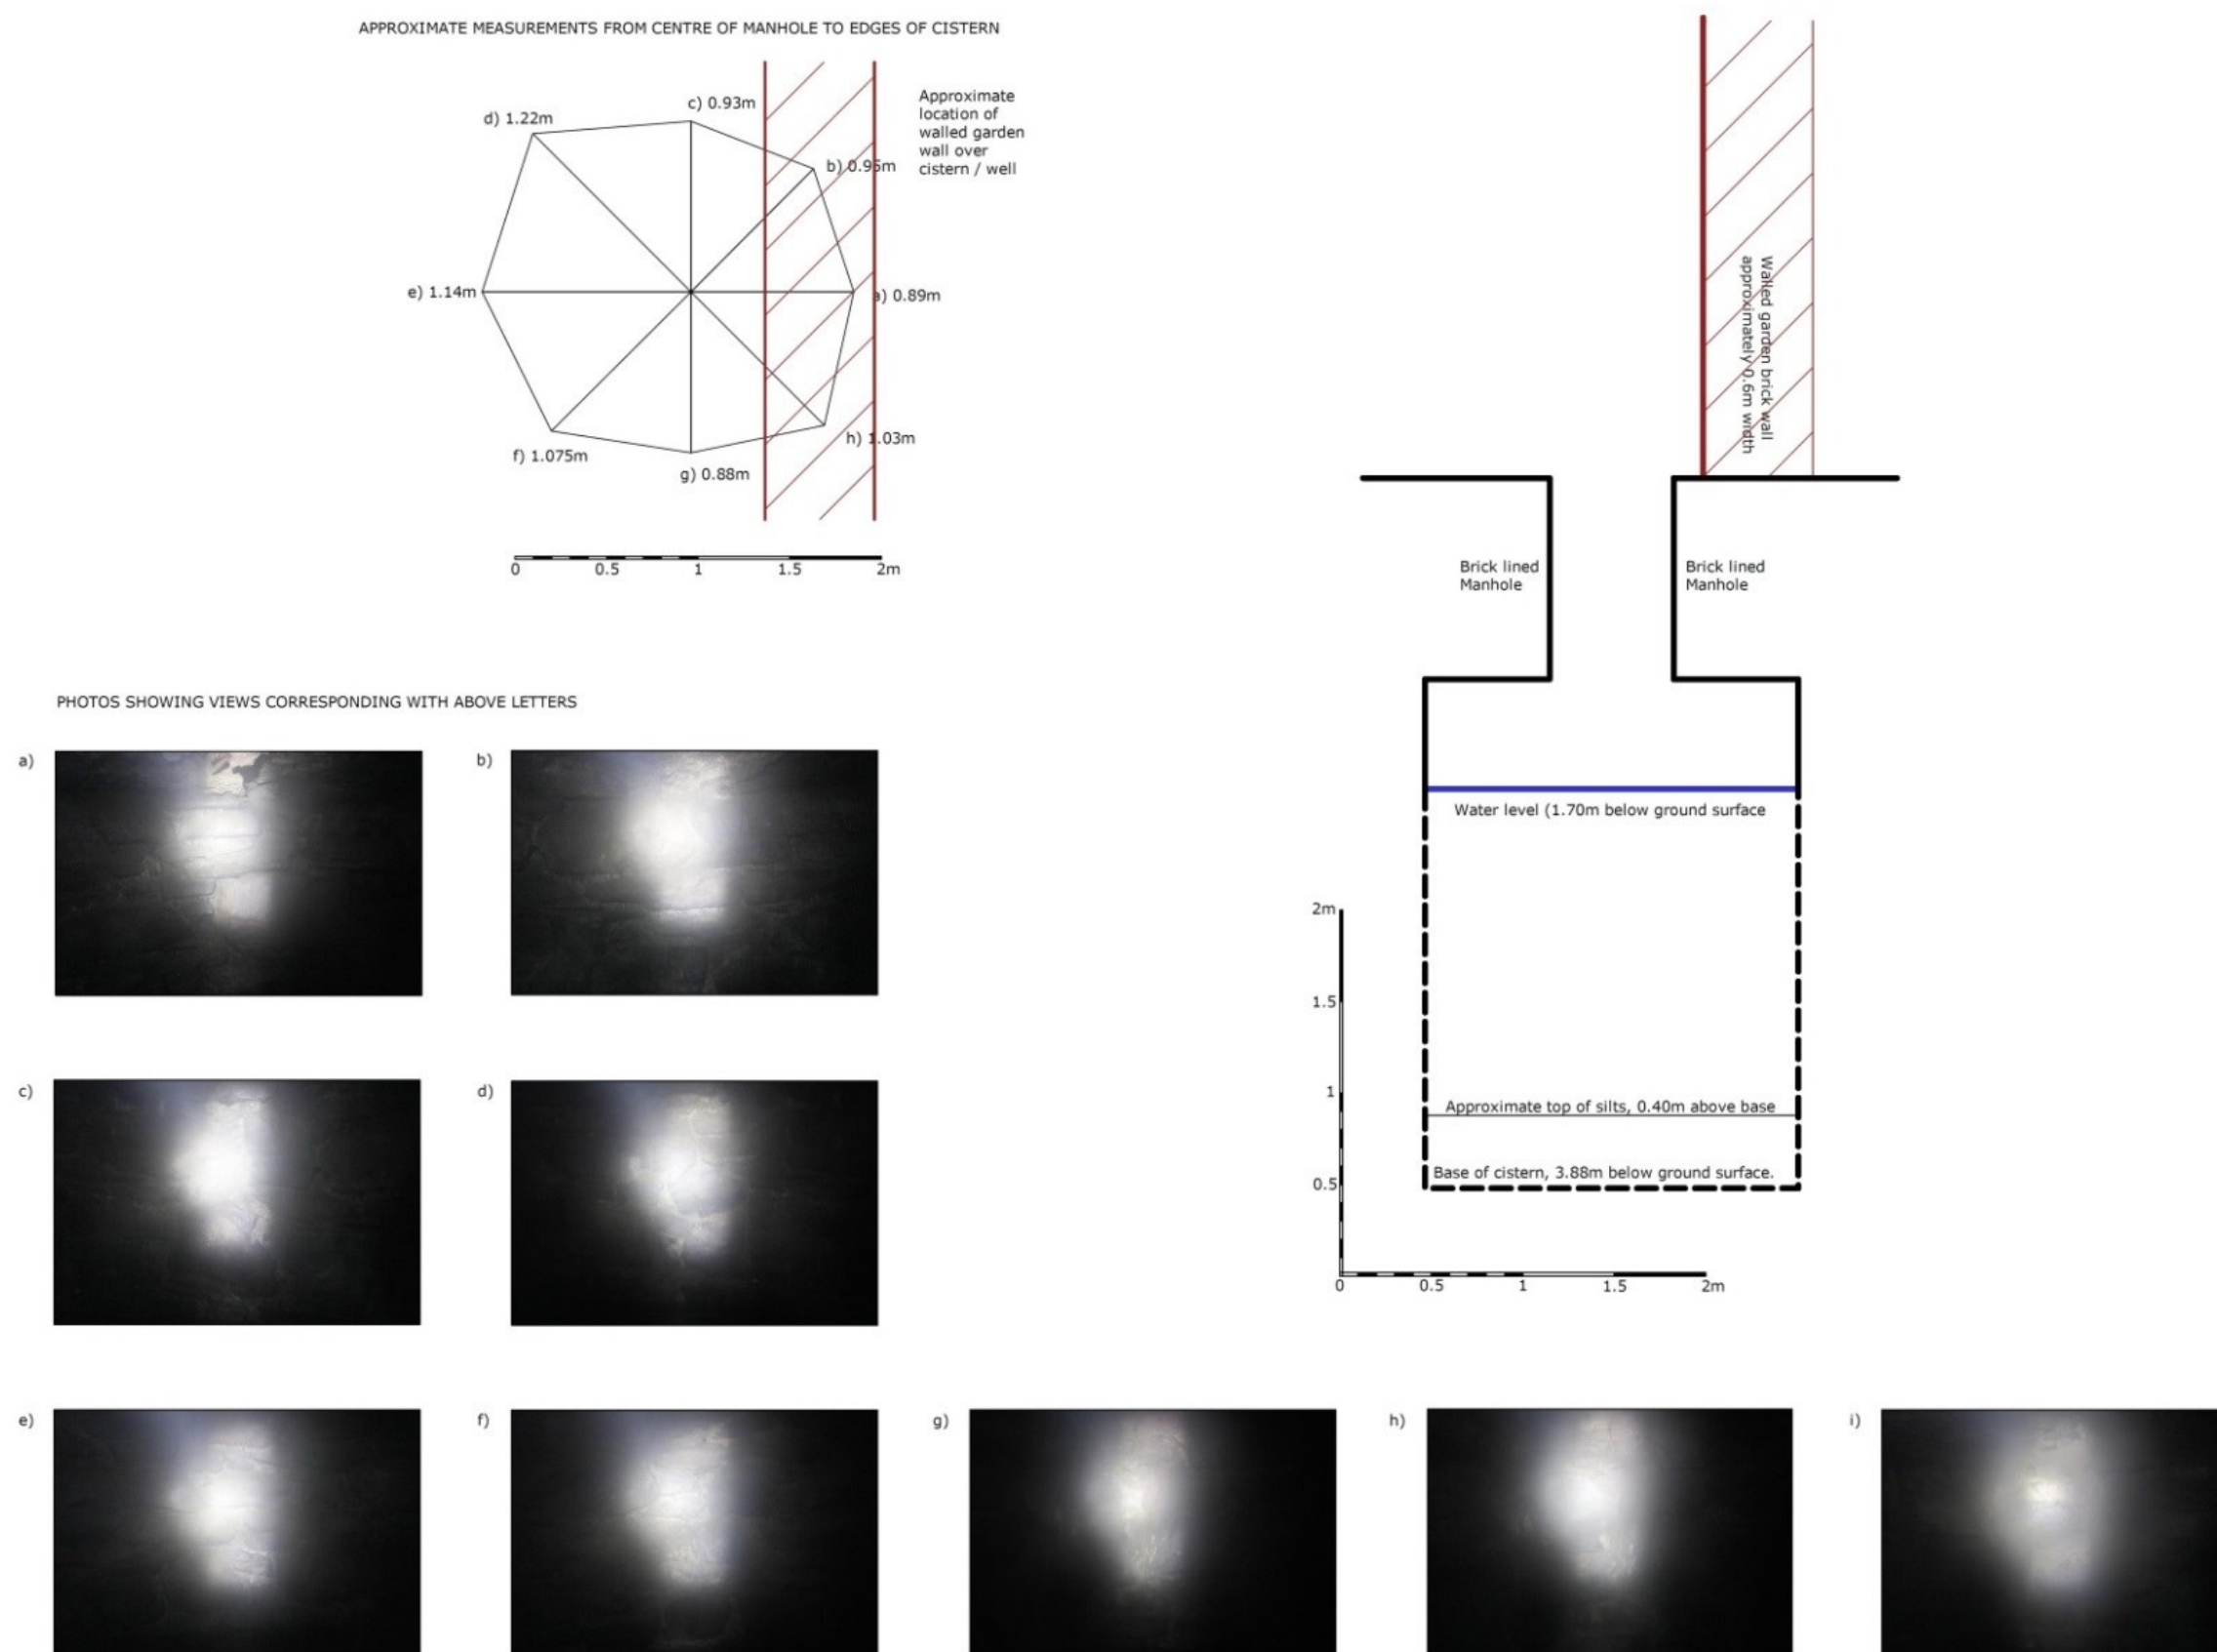 APPROXIMATE MEASUREMENTS FROM CENTRE OF MANHOLE TO EDGES OF CISTERN
c) 0.93m
d) 1.22m
b) 0.95m
e) 1.14m
a) 0.89m
f) 1.075m
g) 0.88m
h) 1.03m
Approximate
location of
walled garden
wall over
cistern / well
0 0.5 1 1.5 2m
Walled garden brick wall
approximately 0.6m width
Brick lined
Manhole
Brick lined
Manhole
Water level (1.70m below ground surface
Approximate top of silts, 0.40m above base
Base of cistern, 3.88m below ground surface.
2m
1.5
1
0.5
0 0.5 1 1.5 2m
PHOTOS SHOWING VIEWS CORRESPONDING WITH ABOVE LETTERS
a)
b)
c)
d)
e)
f)
g)
h)
i)